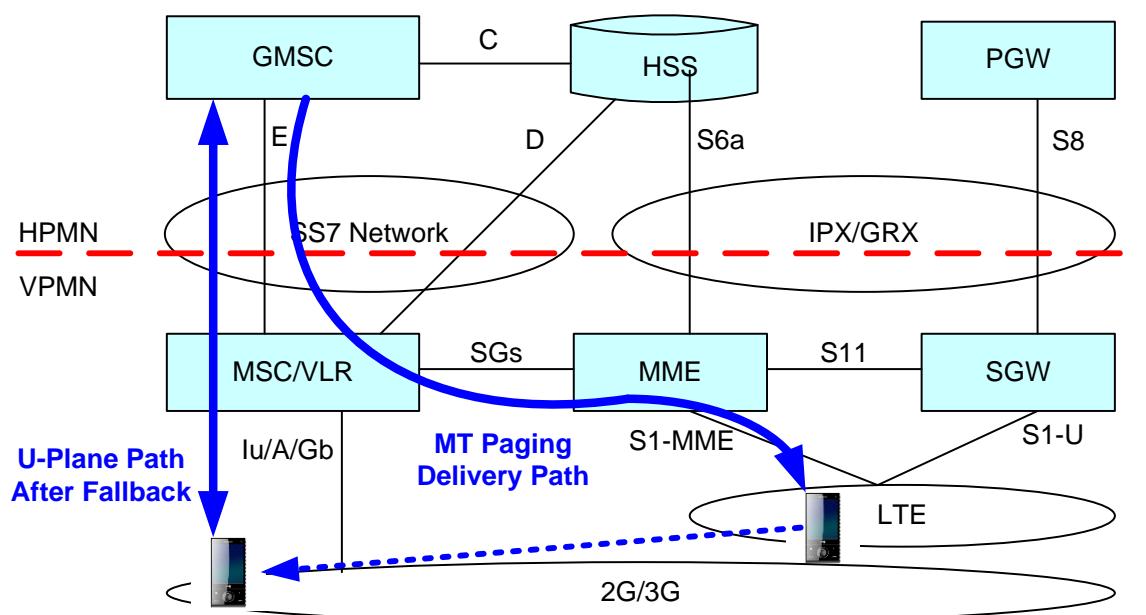 GMSC
C
HSS
PGW
E
D
S6a
S8
HPMN
SS7 Network
IPX/GRX
VPMN
MSC/VLR
SGs
MME
S11
SGW
Iu/A/Gb
MT Paging
Delivery Path
S1-MME
S1-U
U-Plane Path
After Fallback
LTE
2G/3G